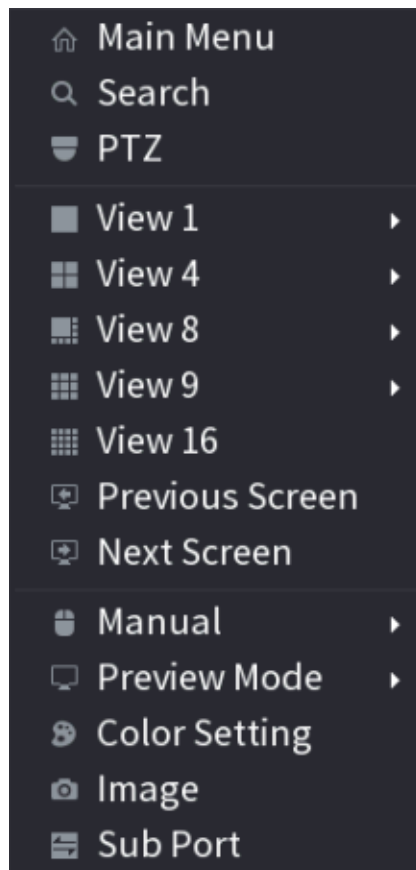 Main Menu
Search
PTZ
View 1
View 4
View 8
View 9
View 16
Previous Screen
Next Screen
Manual
Preview Mode
Color Setting
Image
Sub Port